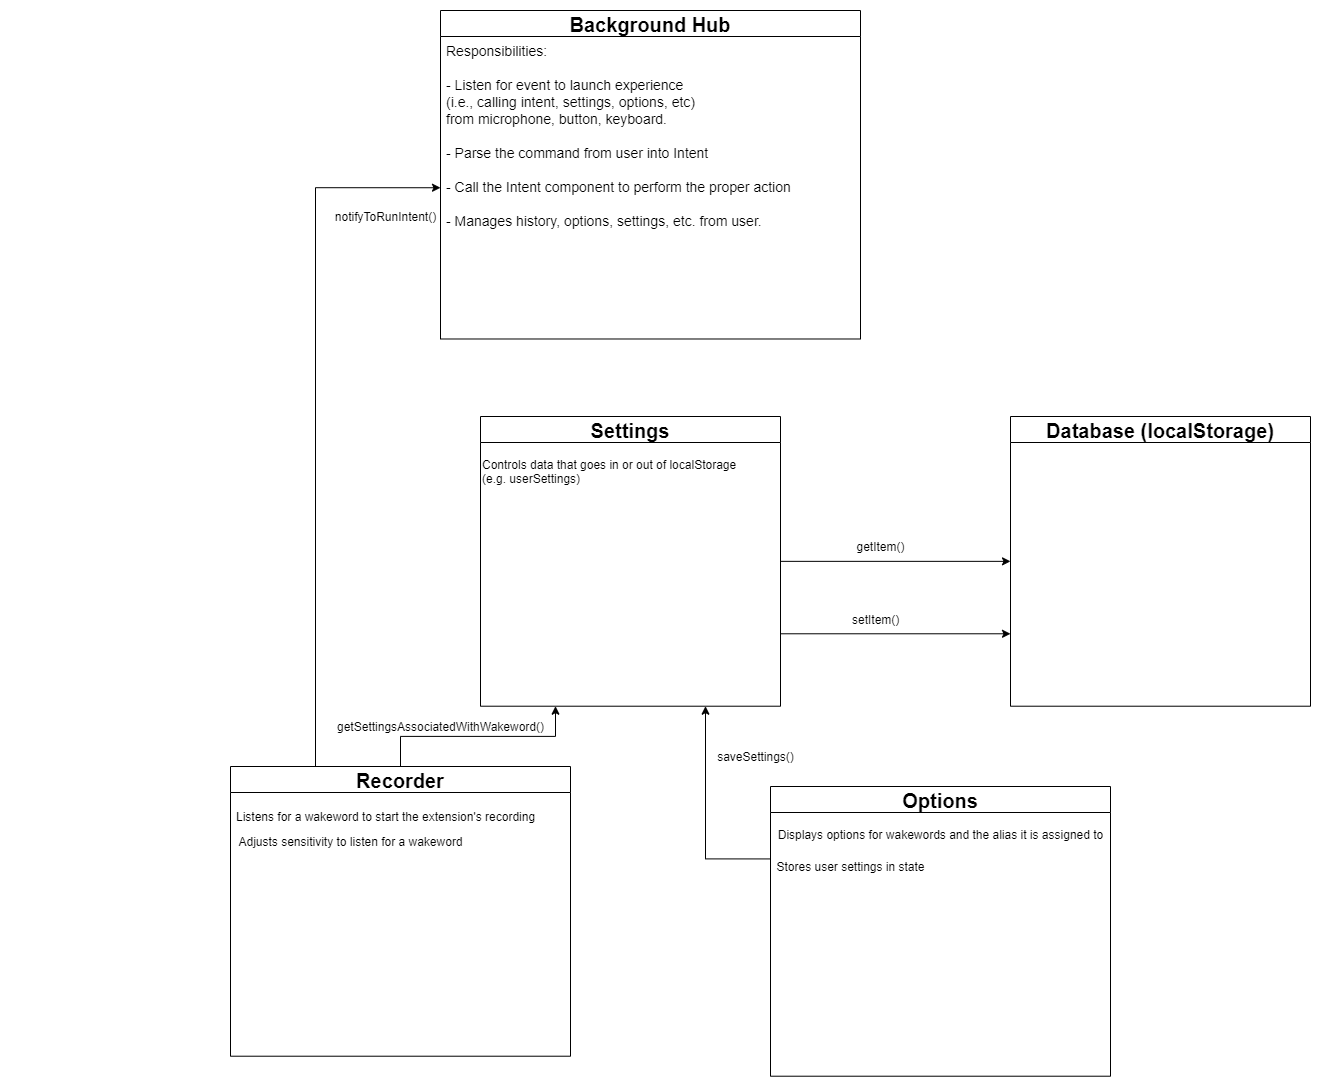 Background Hub
Responsibilities:
- Listen for event to launch experience
(i.e., calling intent, settings, options, etc)
from microphone, button, keyboard.
- Parse the command from user into Intent
- Call the Intent component to perform the proper action
notifyToRunIntent()
- Manages history, options, settings, etc. from user.
Settings
Controls data that goes in or out of localStorage
(e.g. userSettings)
Database (localStorage)
getItem()
setItem()
getSettingsAssociatedWithWakeword()
saveSettings()
Recorder
Listens for a wakeword to start the extension's recording
Adjusts sensitivity to listen for a wakeword
Options
Displays options for wakewords and the alias it is assigned to
Stores user settings in state